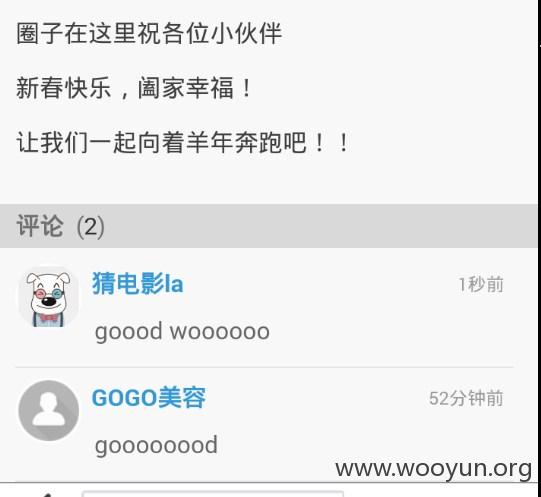 圈子在这里祝各位小伙伴
新春快乐，阖家幸福！
让我们一起向着羊年奔跑吧！！
评论 (2)
猜电影la 1秒前
goood woooooo
GOGO美容 52分钟前
goooooood
www.wooyun.org